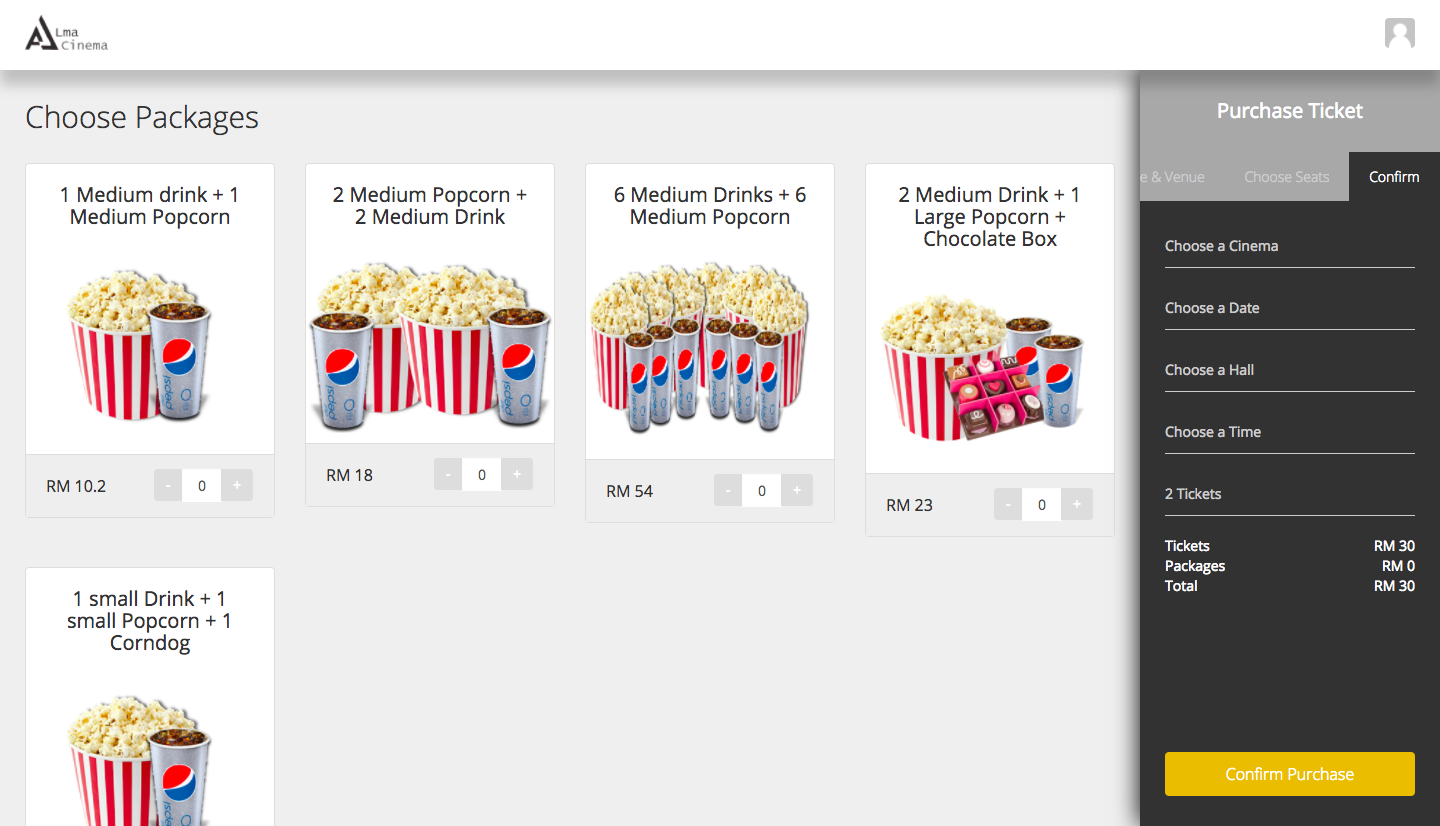 Lma
Cinema
Choose Packages
1 Medium drink + 1
Medium Popcorn
RM 10.2
-
0
+
2 Medium Popcorn +
2 Medium Drink
pepsi
pepsi
RM 18
-
0
+
6 Medium Drinks + 6
Medium Popcorn
RM 54
-
0
+
2 Medium Drink + 1
Large Popcorn +
Chocolate Box
RM 23
-
0
+
1 small Drink + 1
small Popcorn + 1
Corndog
Purchase Ticket
e & Venue
Choose Seats
Confirm
Choose a Cinema
Choose a Date
Choose a Hall
Choose a Time
2 Tickets
Tickets RM 30
Packages RM 0
Total RM 30
Confirm Purchase